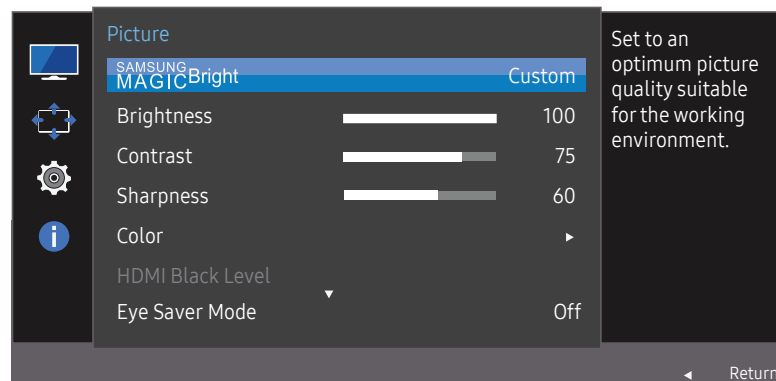 Picture
SAMSUNG
MAGICBright Custom
Brightness 100
Contrast 75
Sharpness 60
Color
HDMI Black Level
Eye Saver Mode Off
Set to an
optimum picture
quality suitable
for the working
environment.
Return